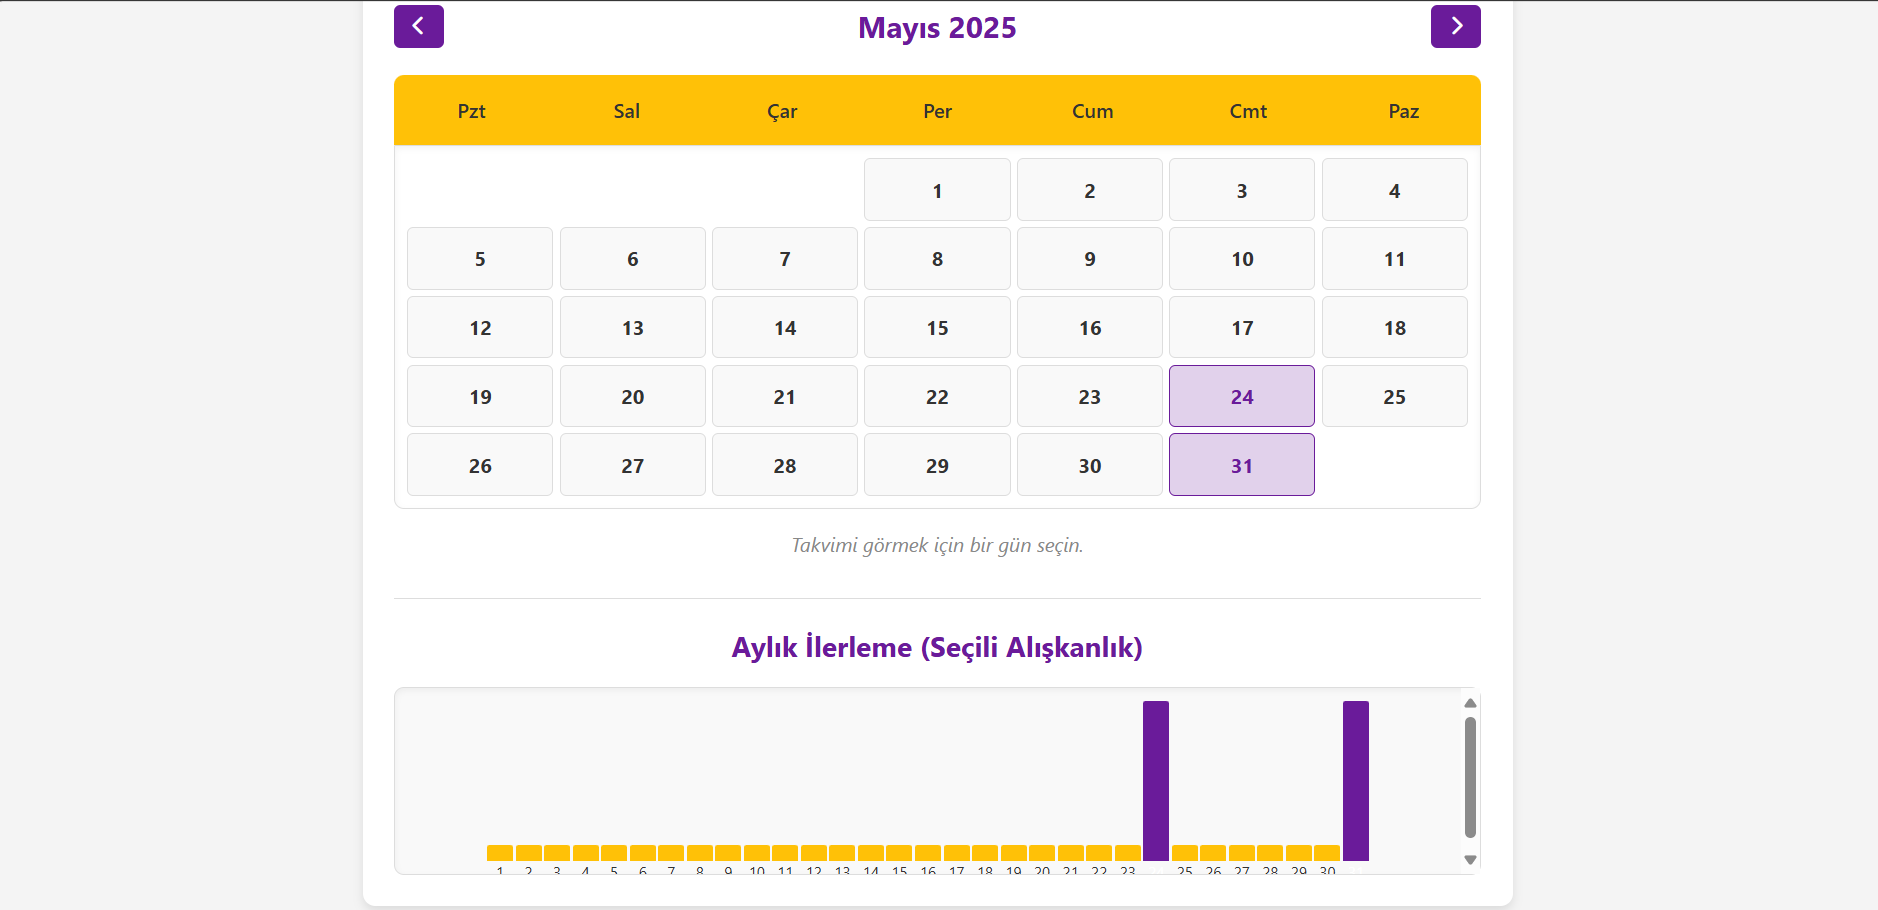 Mayıs 2025
Pzt Sal Çar Per Cum Cmt Paz
1 2 3 4
5 6 7 8 9 10 11
12 13 14 15 16 17 18
19 20 21 22 23 24 25
26 27 28 29 30 31
Takvimi görmek için bir gün seçin.
Aylık İlerleme (Seçili Alışkanlık)
1 2 3 4 5 6 7 8 9 10 11 12 13 14 15 16 17 18 19 20 21 22 23 25 26 27 28 29 30